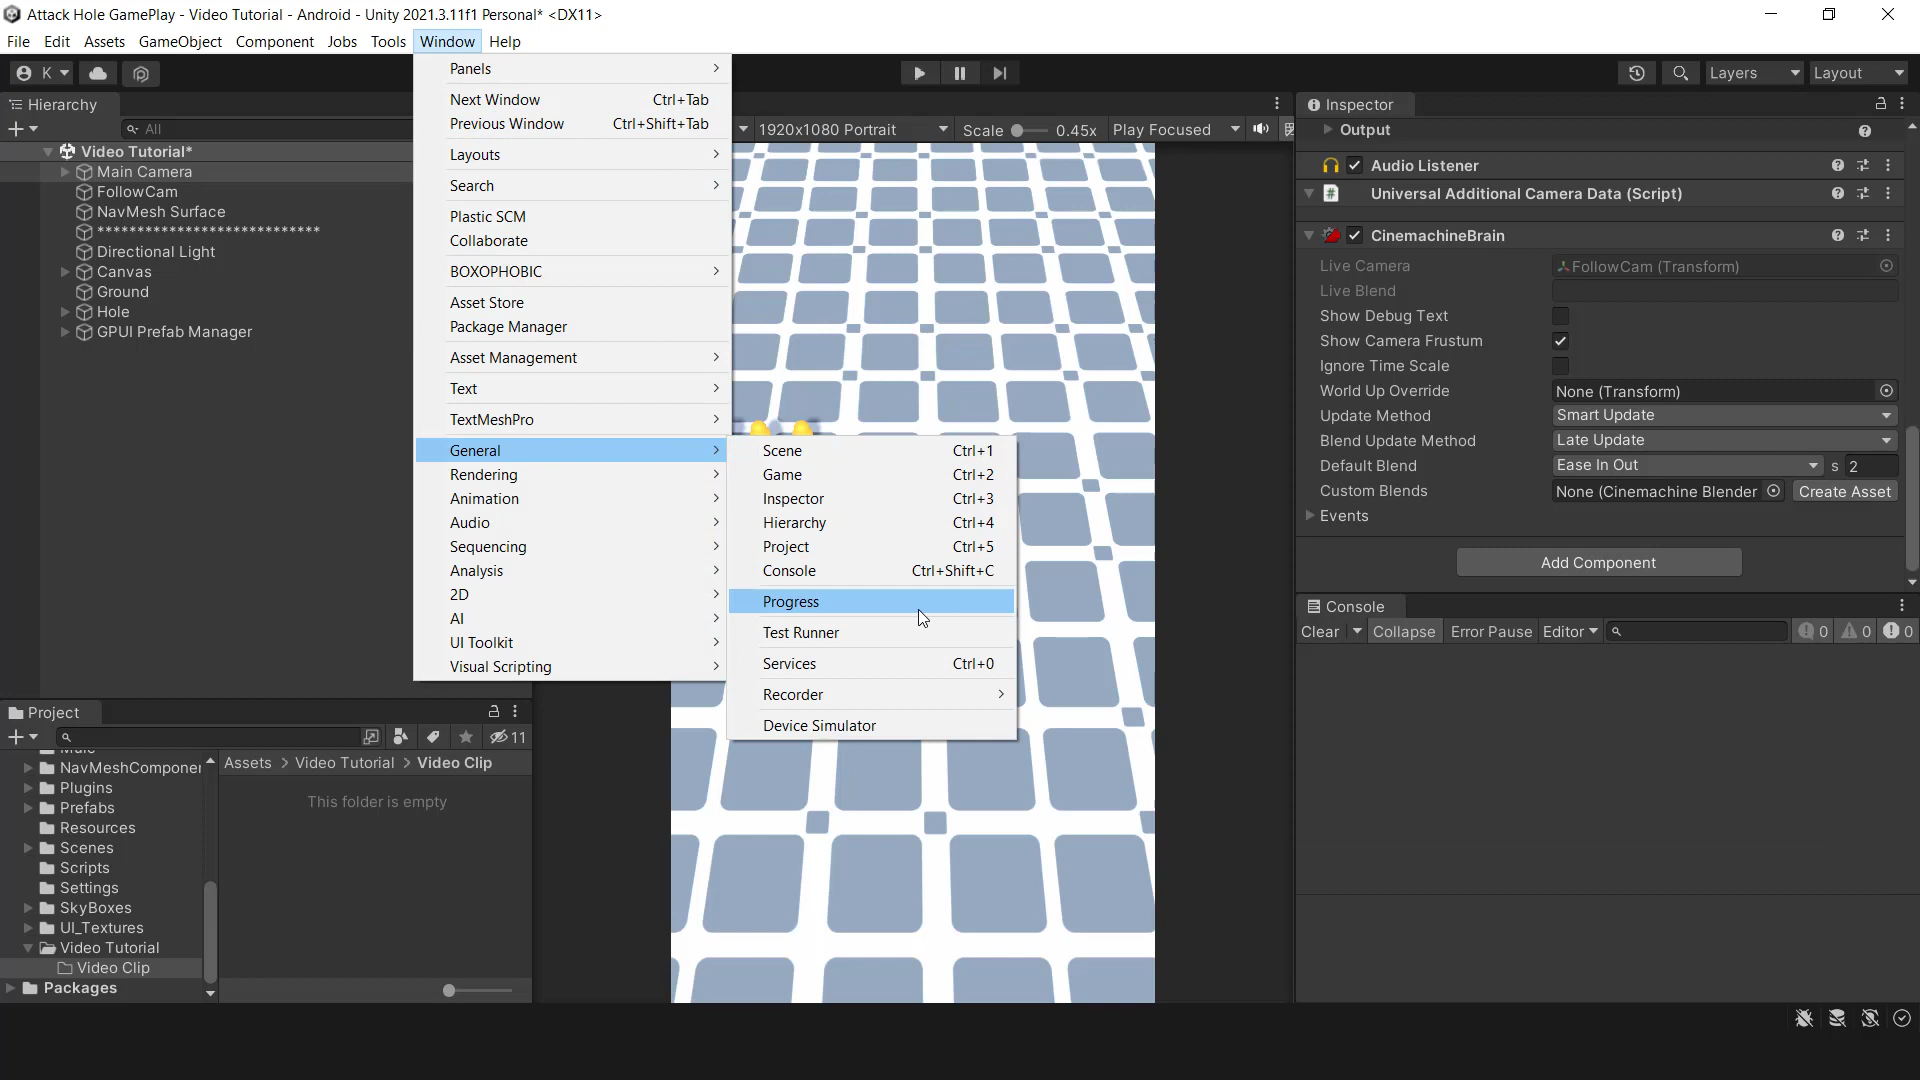 Attack Hole GamePlay - Video Tutorial - Android - Unity 2021.3.11f1 Personal* <DX11>
File Edit Assets GameObject Component Jobs Tools Window Help
K
Layers
Layout
Hierarchy
All
Video Tutorial*
Main Camera
FollowCam
NavMesh Surface
****************************
Directional Light
Canvas
Ground
Hole
GPUI Prefab Manager
Panels
Next Window Ctrl+Tab
Previous Window Ctrl+Shift+Tab
Layouts
Search
Plastic SCM
Collaborate
BOXOPHOBIC
Asset Store
Package Manager
Asset Management
Text
TextMeshPro
General
Rendering
Animation
Audio
Sequencing
Analysis
2D
AI
UI Toolkit
Visual Scripting
Scene Ctrl+1
Game Ctrl+2
Inspector Ctrl+3
Hierarchy Ctrl+4
Project Ctrl+5
Console Ctrl+Shift+C
Progress
Test Runner
Services Ctrl+0
Recorder
Device Simulator
1920x1080 Portrait Scale 0.45x Play Focused
Inspector
Output
Audio Listener
Universal Additional Camera Data (Script)
CinemachineBrain
Live Camera FollowCam (Transform)
Live Blend
Show Debug Text
Show Camera Frustum
Ignore Time Scale
World Up Override None (Transform)
Update Method Smart Update
Blend Update Method Late Update
Default Blend Ease In Out s 2
Custom Blends None (Cinemachine Blender Create Asset
Events
Add Component
Console
Clear Collapse Error Pause Editor 0 0 0
Project
11
NavMeshComponer
Plugins
Prefabs
Resources
Scenes
Scripts
Settings
SkyBoxes
UI_Textures
Video Tutorial
Video Clip
Packages
Assets > Video Tutorial > Video Clip
This folder is empty